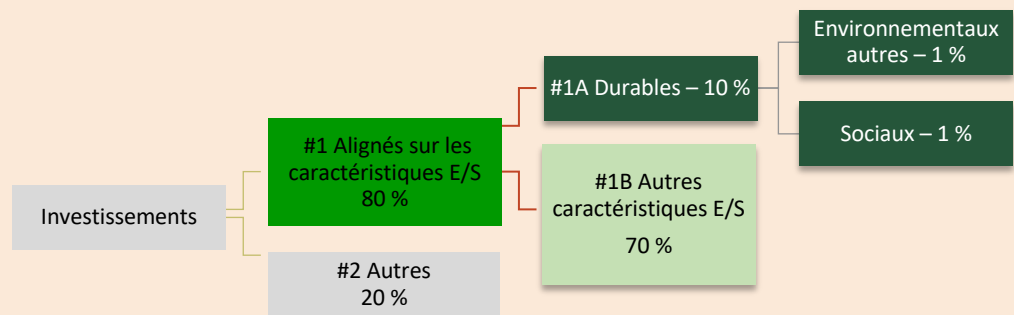 Investissements
#1 Alignés sur les
caractéristiques E/S
80 %
#2 Autres
20 %
#1A Durables – 10 %
#1B Autres
caractéristiques E/S
70 %
Environnementaux
autres – 1 %
Sociaux – 1 %